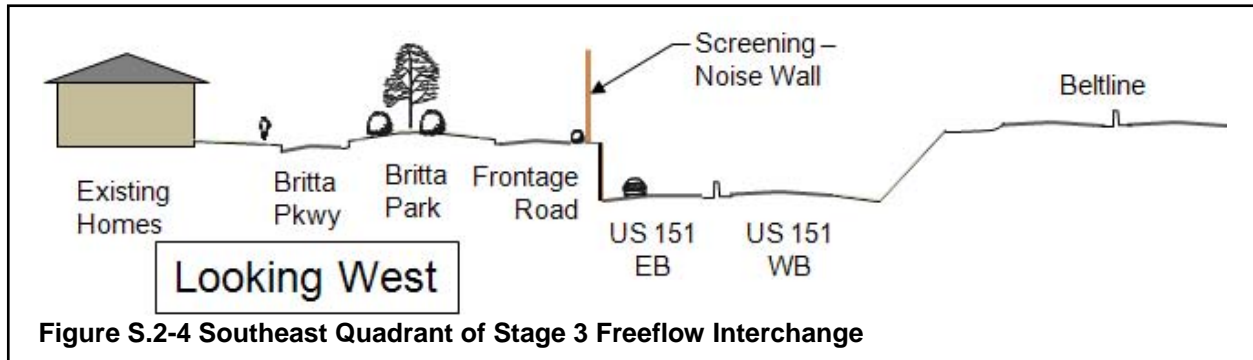 Screening –
Noise Wall
Beltline
Existing
Homes
Britta
Pkwy
Britta
Park
Frontage
Road
US 151
EB
US 151
WB
Looking West
Figure S.2-4 Southeast Quadrant of Stage 3 Freeflow Interchange